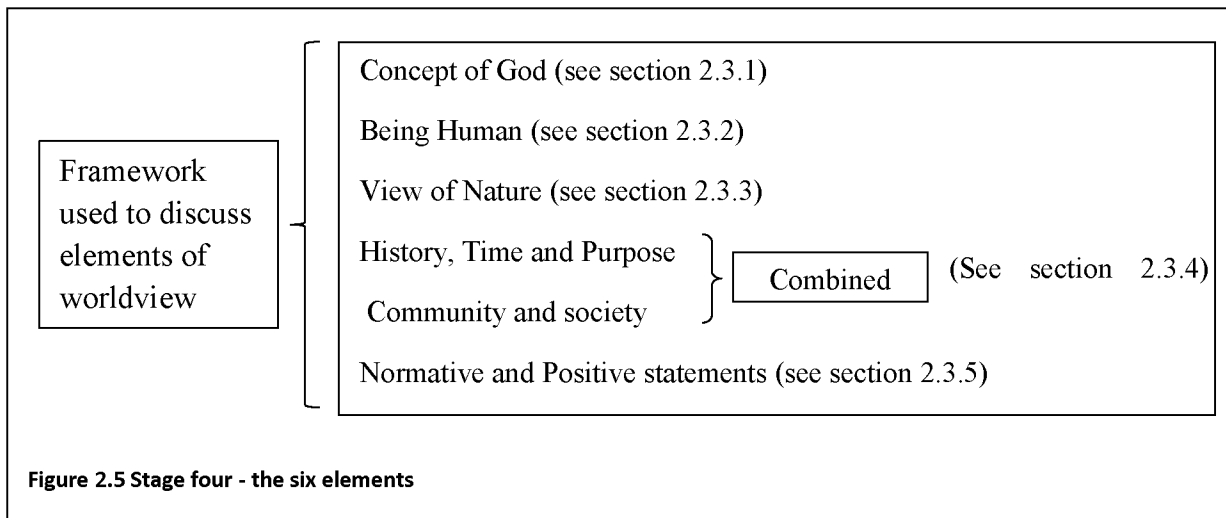 Framework
used to discuss
elements of
worldview
Concept of God (see section 2.3.1)
Being Human (see section 2.3.2)
View of Nature (see section 2.3.3)
History, Time and Purpose
Community and society
Combined
(See section 2.3.4)
Normative and Positive statements (see section 2.3.5)
Figure 2.5 Stage four - the six elements